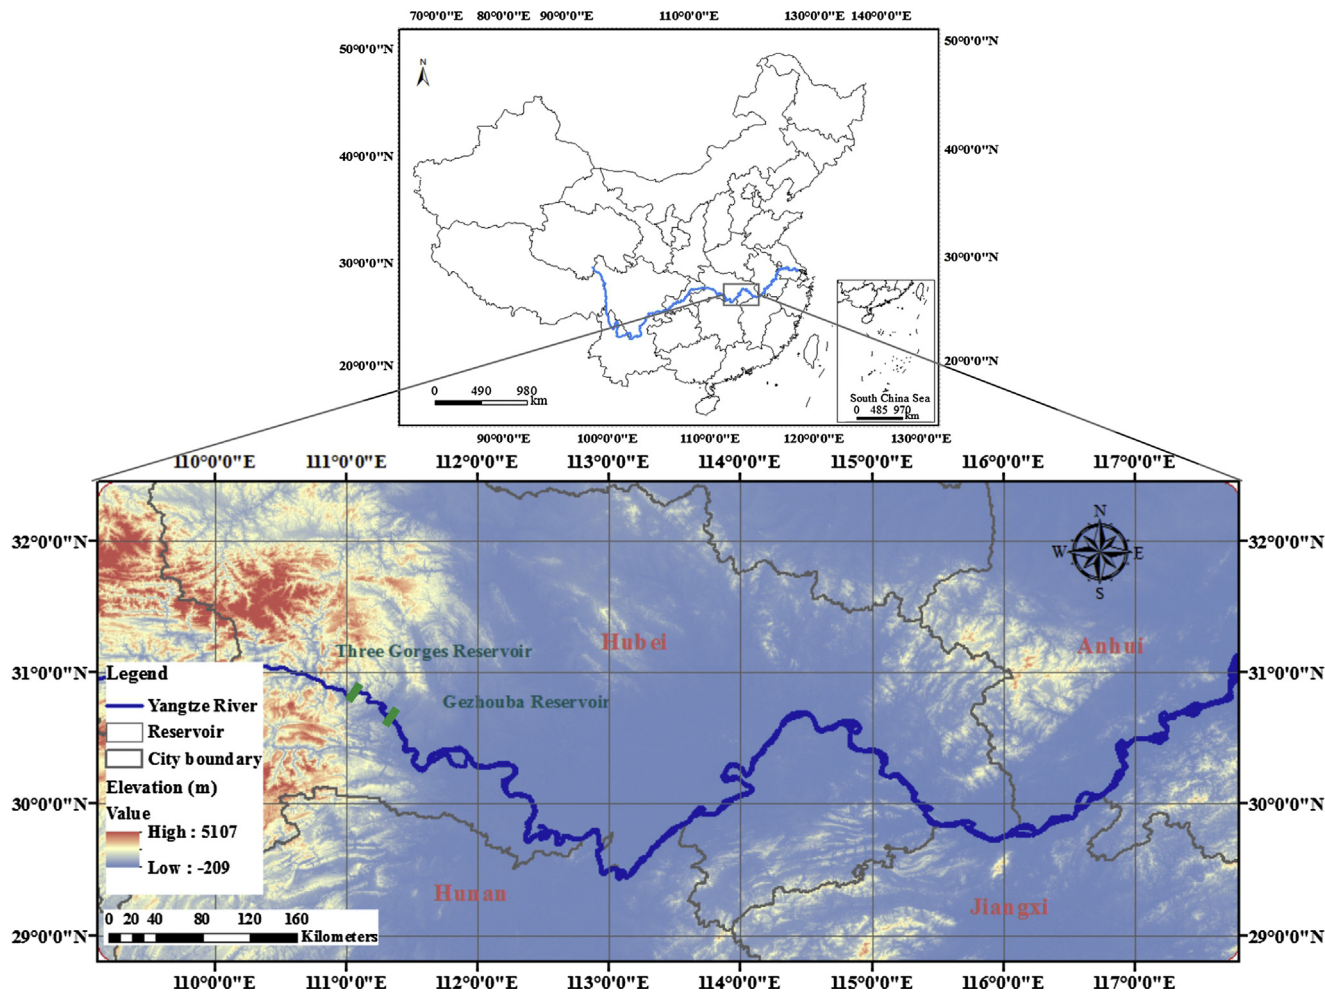 70°0'0"E 80°0'0"E 90°0'0"E 110°0'0"E 130°0'0"E 140°0'0"E
50°0'0"N 50°0'0"N
N
40°0'0"N 40°0'0"N
30°0'0"N 30°0'0"N
20°0'0"N 20°0'0"N
0 490 980
km
South China Sea
0 485 970
km
90°0'0"E 100°0'0"E 110°0'0"E 120°0'0"E 130°0'0"E
110°0'0"E 111°0'0"E 112°0'0"E 113°0'0"E 114°0'0"E 115°0'0"E 116°0'0"E 117°0'0"E
N
32°0'0"N W E 32°0'0"N
S
Hubei Anhui
Three Gorges Reservoir
31°0'0"N 31°0'0"N
Legend
Gezhouba Reservoir
Yangtze River
Reservoir
City boundary
Elevation (m)
30°0'0"N 30°0'0"N
Value
High : 5107
Low : -209
Hunan Jiangxi
0 20 40 80 120 160
Kilometers
29°0'0"N 29°0'0"N
110°0'0"E 111°0'0"E 112°0'0"E 113°0'0"E 114°0'0"E 115°0'0"E 116°0'0"E 117°0'0"E